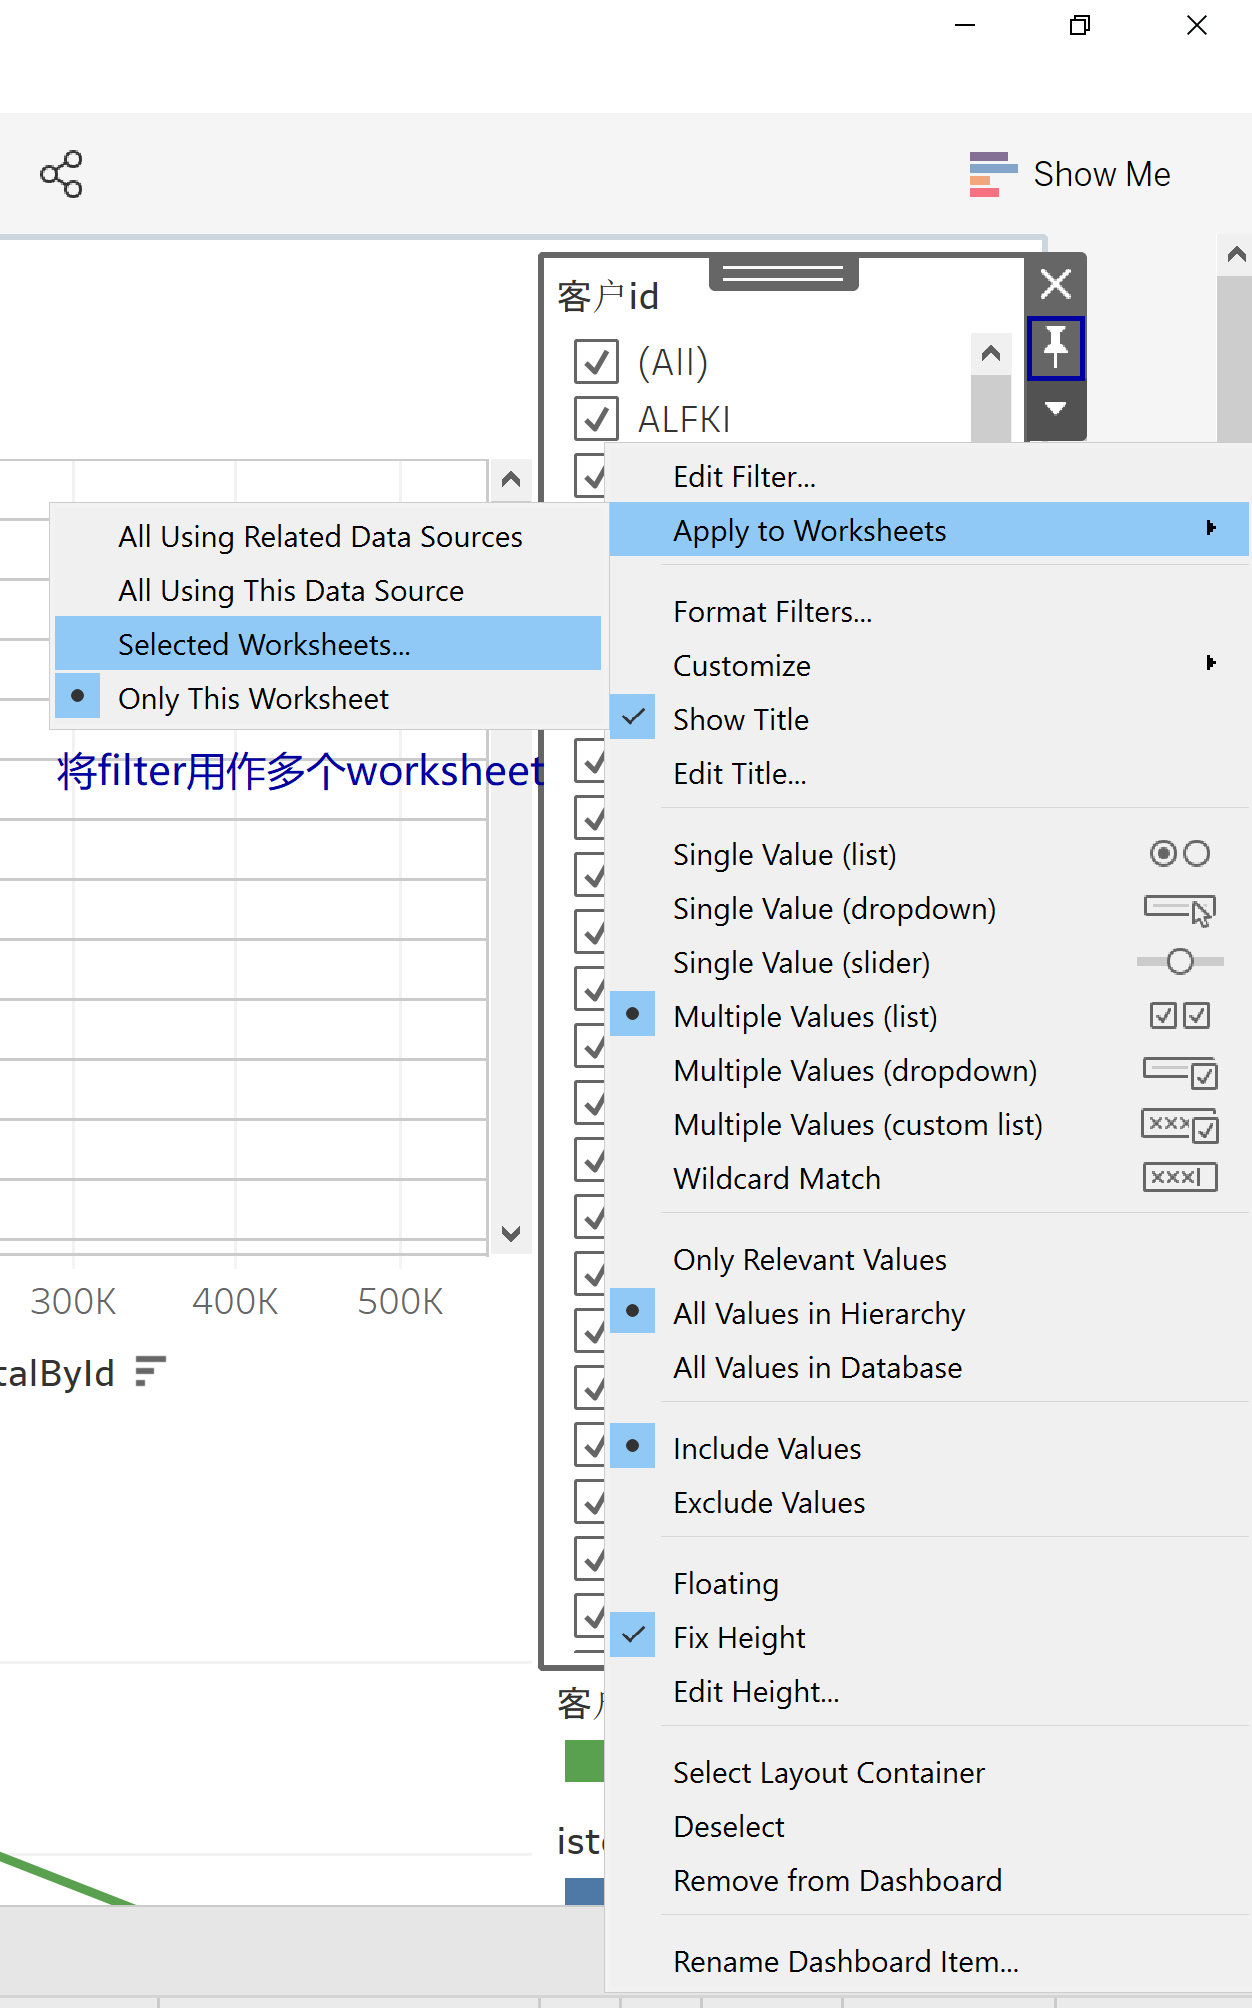 Show Me
客户id
(All)
ALFKI
Edit Filter...
Apply to Worksheets
All Using Related Data Sources
All Using This Data Source
Selected Worksheets...
Only This Worksheet
将filter用作多个worksheet
Format Filters...
Customize
Show Title
Edit Title...
Single Value (list)
Single Value (dropdown)
Single Value (slider)
Multiple Values (list)
Multiple Values (dropdown)
Multiple Values (custom list)
Wildcard Match
Only Relevant Values
All Values in Hierarchy
All Values in Database
Include Values
Exclude Values
Floating
Fix Height
Edit Height...
Select Layout Container
Deselect
Remove from Dashboard
Rename Dashboard Item...
300K 400K 500K
talById
客